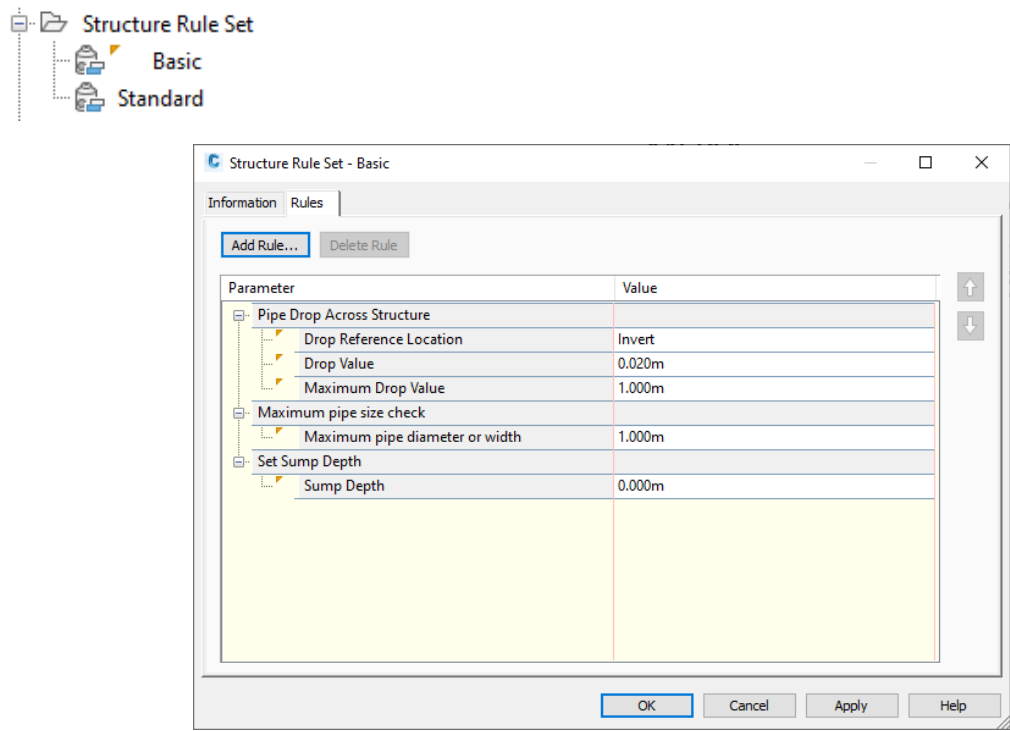 Structure Rule Set
Basic
Standard
Structure Rule Set - Basic
Information Rules
Add Rule... Delete Rule
Parameter Value
Pipe Drop Across Structure
Drop Reference Location Invert
Drop Value 0.020m
Maximum Drop Value 1.000m
Maximum pipe size check
Maximum pipe diameter or width 1.000m
Set Sump Depth
Sump Depth 0.000m
OK Cancel Apply Help